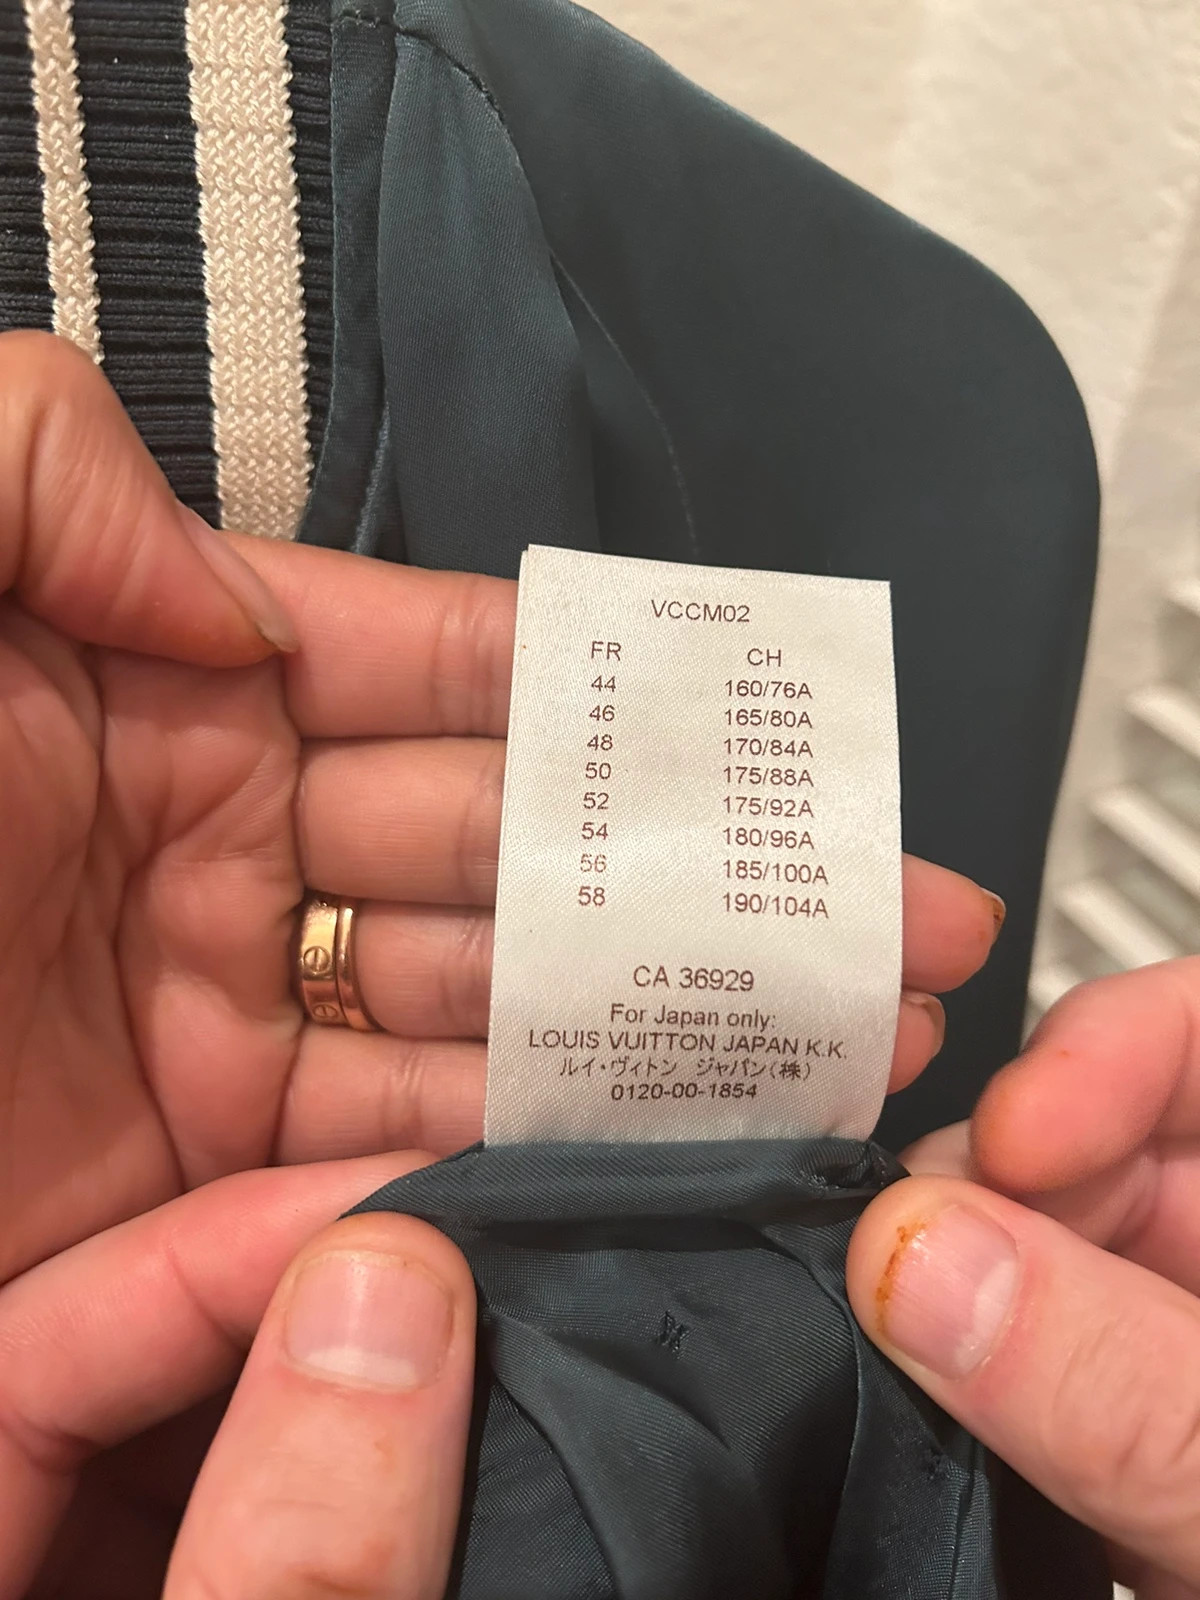 VCCM02
FR CH
44 160/76A
46 165/80A
48 170/84A
50 175/88A
52 175/92A
54 180/96A
56 185/100A
58 190/104A
CA 36929
For Japan only:
LOUIS VUITTON JAPAN K.K.
ルイ・ヴィトン ジャパン(株)
0120-00-1854